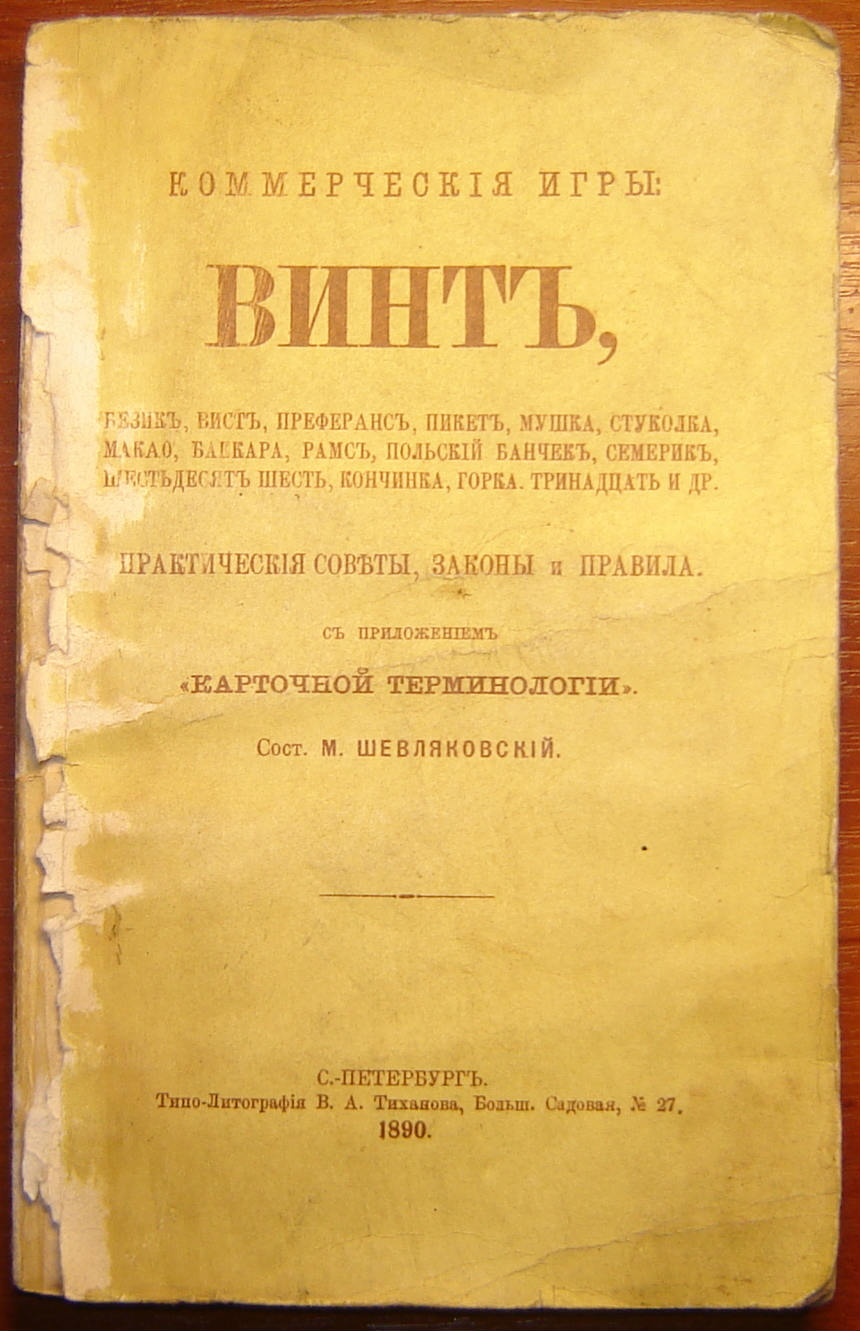 КОММЕРЧЕСКІЯ ИГРЫ:
ВИНТЪ,
БЕЗИКЪ, ВИСТЪ, ПРЕФЕРАНСЪ, ПИКЕТЪ, МУШКА, СТУКОЛКА,
МАКАО, БАККАРА, РАМСЪ, ПОЛЬСКІЙ БАНЧЕКЪ, СЕМЕРИКЪ,
ШЕСТЬДЕСЯТЪ ШЕСТЬ, КОНЧИНКА, ГОРКА. ТРИНАДЦАТЬ И ДР.
ПРАКТИЧЕСКІЯ СОВѢТЫ, ЗАКОНЫ и ПРАВИЛА.
СЪ ПРИЛОЖЕНІЕМЪ
«КАРТОЧНОЙ ТЕРМИНОЛОГІИ».
Сост. М. ШЕВЛЯКОВСКІЙ.
С.-ПЕТЕРБУРГЪ.
Типо-Литографія В. А. Тиханова, Больш. Садовая, № 27.
1890.